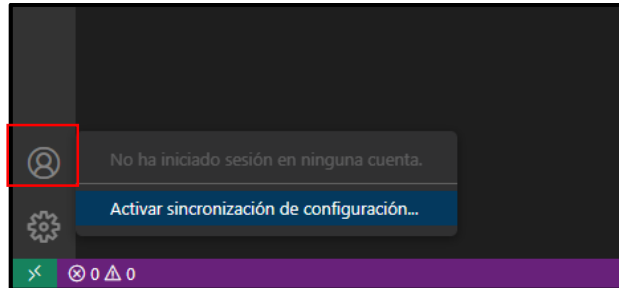 No ha iniciado sesión en ninguna cuenta.
Activar sincronización de configuración...
0 0